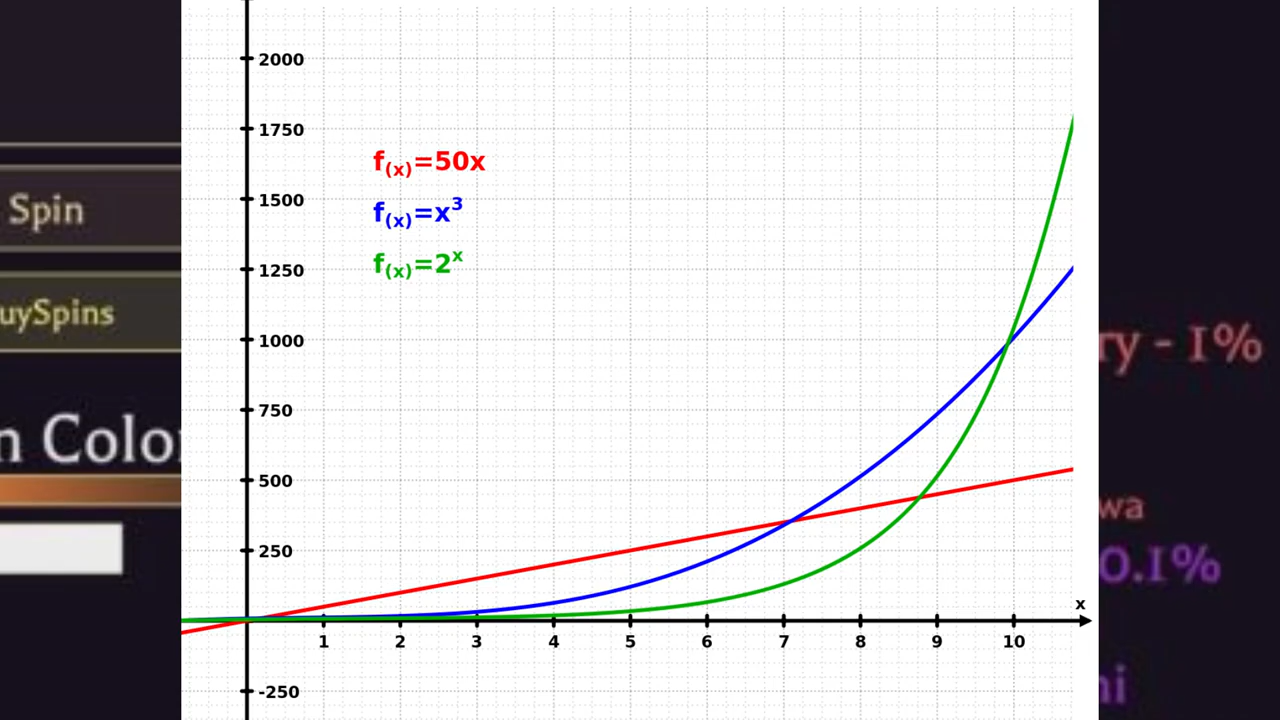 2000
1750
f(x)=50x
Spin
1500
f(x)=x³
f(x)=2ˣ
1250
uySpins
1000
ry - 1%
750
n Color
500
wa
250
0.1%
x
1 2 3 4 5 6 7 8 9 10
-250